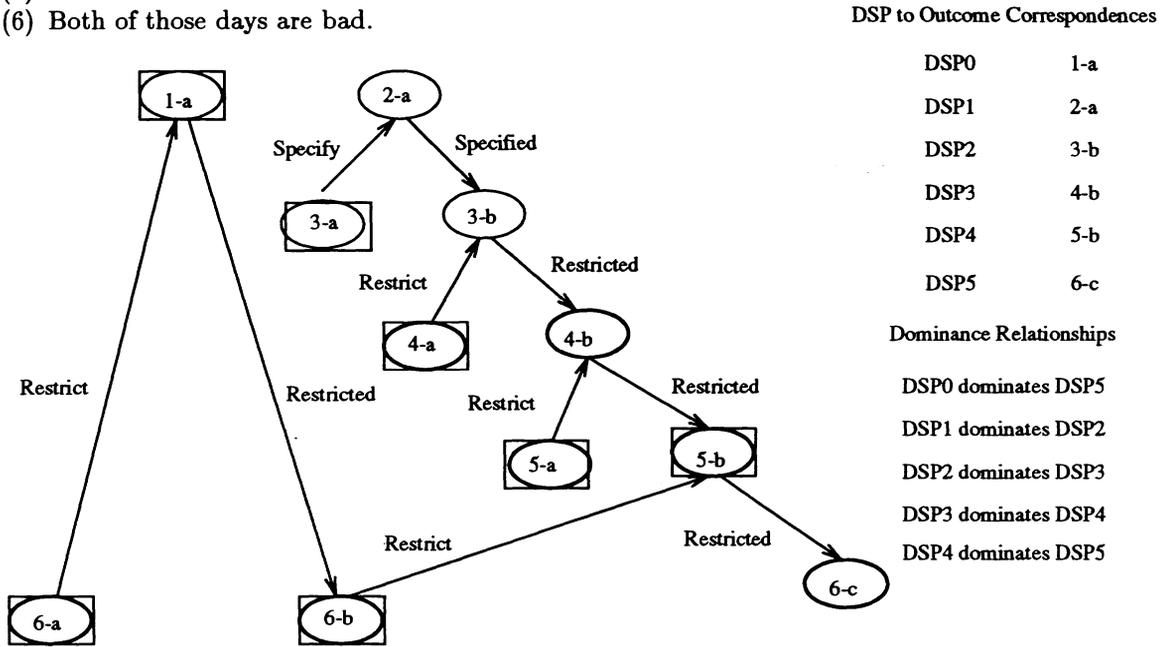 (6) Both of those days are bad.
DSP to Outcome Correspondences
DSP0 1-a
DSP1 2-a
DSP2 3-b
DSP3 4-b
DSP4 5-b
DSP5 6-c
Dominance Relationships
DSP0 dominates DSP5
DSP1 dominates DSP2
DSP2 dominates DSP3
DSP3 dominates DSP4
DSP4 dominates DSP5
1-a
2-a
Specify
Specified
3-a
3-b
Restrict
Restricted
4-a
4-b
Restrict
Restricted
Restrict
Restricted
5-a
5-b
Restrict
Restricted
6-a
6-b
6-c